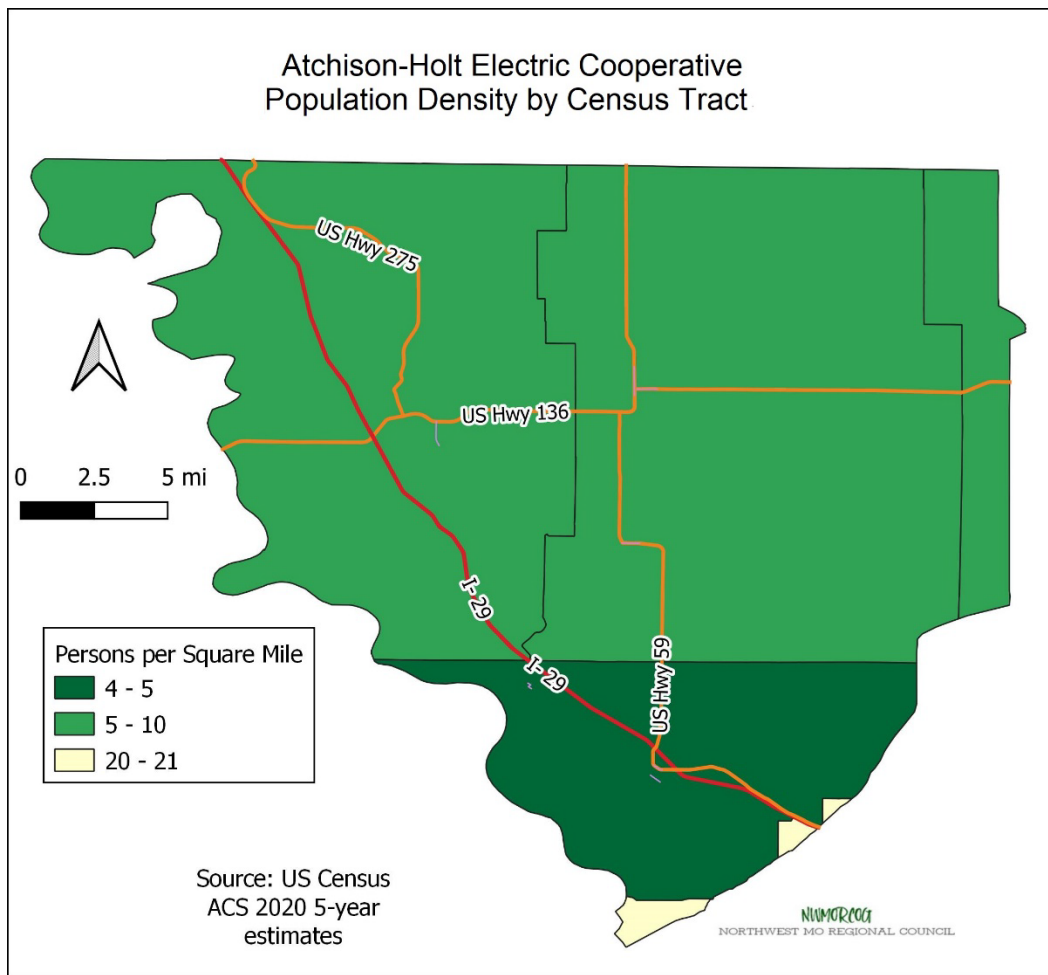 Atchison-Holt Electric Cooperative
Population Density by Census Tract
US Hwy 275
US Hwy 136
0 2.5 5 mi
I- 29
I- 29
US Hwy 59
Persons per Square Mile
4 - 5
5 - 10
20 - 21
Source: US Census
ACS 2020 5-year
estimates
NWMORCOG
NORTHWEST MO REGIONAL COUNCIL